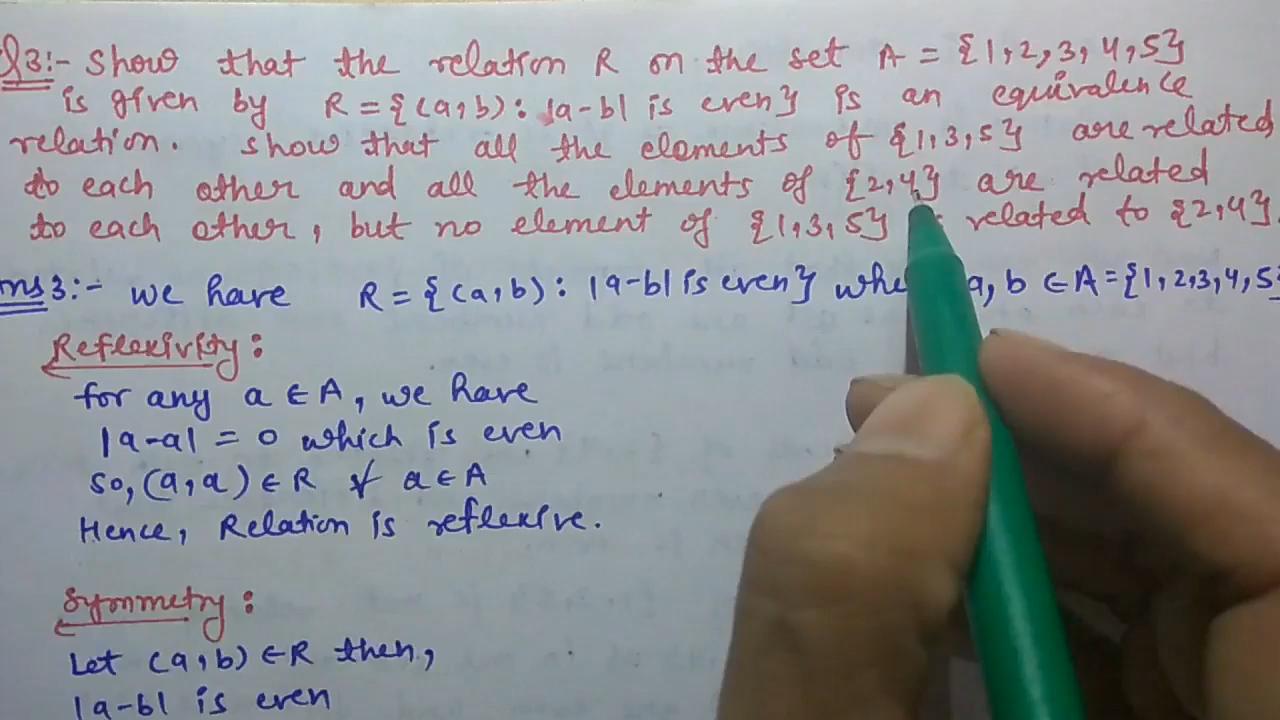 Q3:- Show that the relation R on the set A = {1,2,3,4,5}
is given by R = {(a,b): |a-b| is even} is an equivalence
relation. Show that all the elements of {1,3,5} are related
to each other and all the elements of {2,4} are related
to each other, but no element of {1,3,5} related to {2,4}
Ans3:- we have R = {(a,b): |a-b| is even} a, b ∈ A = {1,2,3,4,5}
Reflexivity:
for any a ∈ A, we have
|a-a| = 0 which is even
So, (a,a) ∈ R ∀ a ∈ A
Hence, Relation is reflexive.
Symmetry:
Let (a,b) ∈ R then,
|a-b| is even